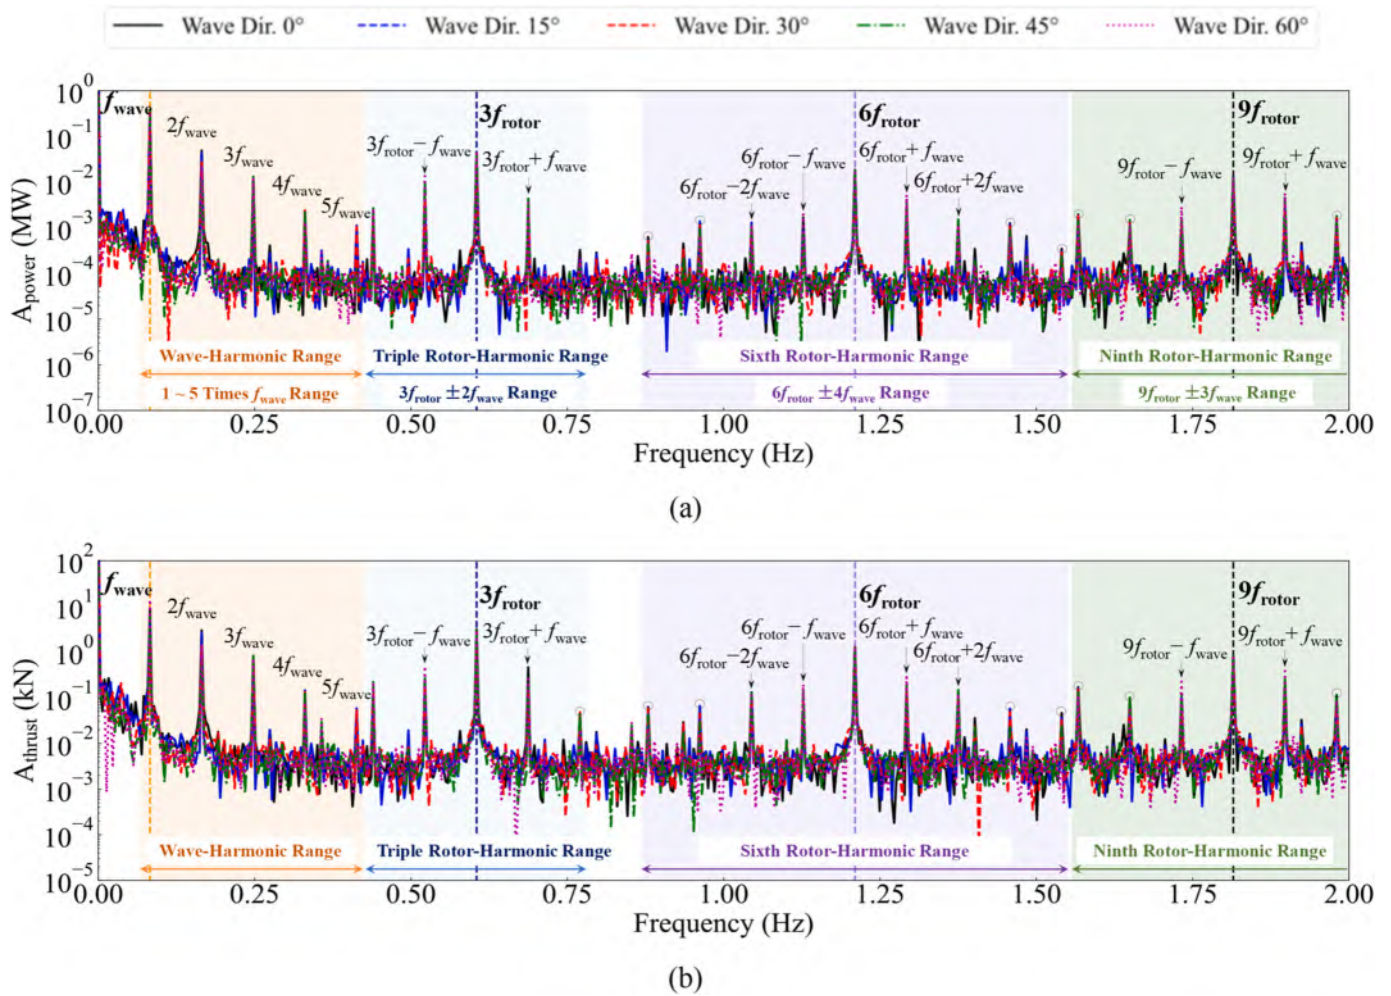 Wave Dir. 0° Wave Dir. 15° Wave Dir. 30° Wave Dir. 45° Wave Dir. 60°
A_power (MW)
10^0
10^-1
10^-2
10^-3
10^-4
10^-5
10^-6
10^-7
f_wave
2f_wave
3f_wave
4f_wave
5f_wave
3f_rotor − f_wave
3f_rotor
3f_rotor + f_wave
6f_rotor−2f_wave
6f_rotor− f_wave
6f_rotor
6f_rotor+ f_wave
6f_rotor+2f_wave
9f_rotor− f_wave
9f_rotor
9f_rotor+ f_wave
Wave-Harmonic Range Triple Rotor-Harmonic Range Sixth Rotor-Harmonic Range Ninth Rotor-Harmonic Range
1 ~ 5 Times f_wave Range 3f_rotor ±2f_wave Range 6f_rotor ±4f_wave Range 9f_rotor ±3f_wave Range
0.00 0.25 0.50 0.75 1.00 1.25 1.50 1.75 2.00
Frequency (Hz)
(a)
A_thrust (kN)
10^2
10^1
10^0
10^-1
10^-2
10^-3
10^-4
10^-5
f_wave
2f_wave
3f_wave
4f_wave
5f_wave
3f_rotor − f_wave
3f_rotor
3f_rotor + f_wave
6f_rotor−2f_wave
6f_rotor− f_wave
6f_rotor
6f_rotor+ f_wave
6f_rotor+2f_wave
9f_rotor− f_wave
9f_rotor
9f_rotor+ f_wave
Wave-Harmonic Range Triple Rotor-Harmonic Range Sixth Rotor-Harmonic Range Ninth Rotor-Harmonic Range
0.00 0.25 0.50 0.75 1.00 1.25 1.50 1.75 2.00
Frequency (Hz)
(b)